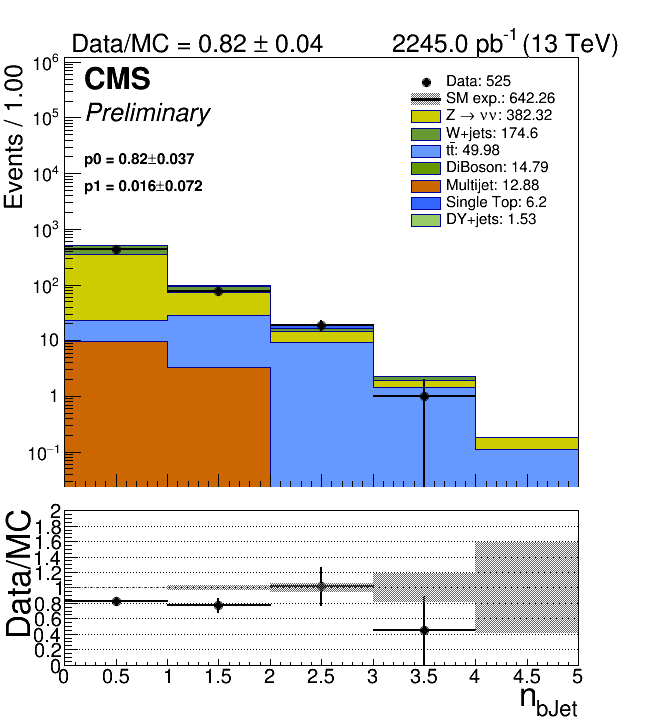 Data/MC = 0.82 ± 0.04 2245.0 pb⁻¹ (13 TeV)
CMS
Preliminary
p0 = 0.82±0.037
p1 = 0.016±0.072
Data: 525
SM exp.: 642.26
Z → νν: 382.32
W+jets: 174.6
tt̄: 49.98
DiBoson: 14.79
Multijet: 12.88
Single Top: 6.2
DY+jets: 1.53
Events / 1.00
10⁶
10⁵
10⁴
10³
10²
10
1
10⁻¹
Data/MC
2
1.8
1.6
1.4
1.2
1
0.8
0.6
0.4
0.2
0
0 0.5 1 1.5 2 2.5 3 3.5 4 4.5 5
n_bJet